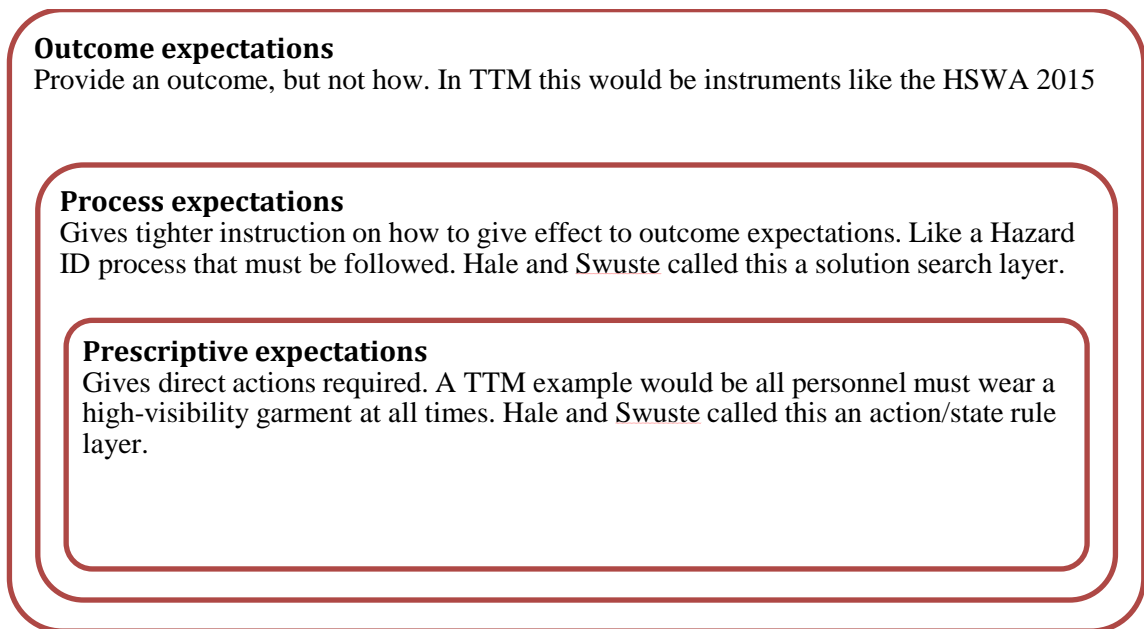 Outcome expectations
Provide an outcome, but not how. In TTM this would be instruments like the HSWA 2015
Process expectations
Gives tighter instruction on how to give effect to outcome expectations. Like a Hazard
ID process that must be followed. Hale and Swuste called this a solution search layer.
Prescriptive expectations
Gives direct actions required. A TTM example would be all personnel must wear a
high-visibility garment at all times. Hale and Swuste called this an action/state rule
layer.